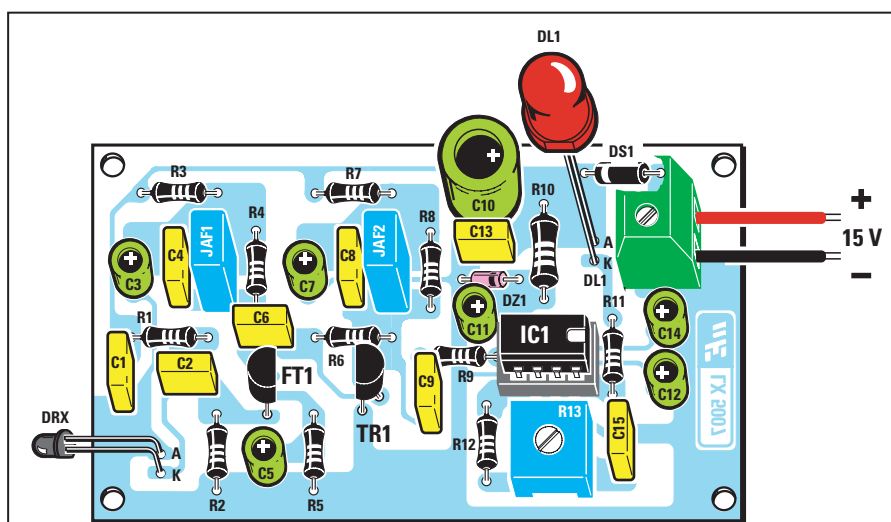 DL1
DS1
R3
R7
R10
C10
R4
R8
C13
+
15 V
–
A
K
DL1
C4
JAF1
C8
JAF2
C3
C7
DZ1
R11
C11
C14
R1
C6
IC1
C1
C2
R6
R9
FT1
C9
C12
TR1
R13
C15
LX 5007
DRX
A
K
R12
C5
R2
R5